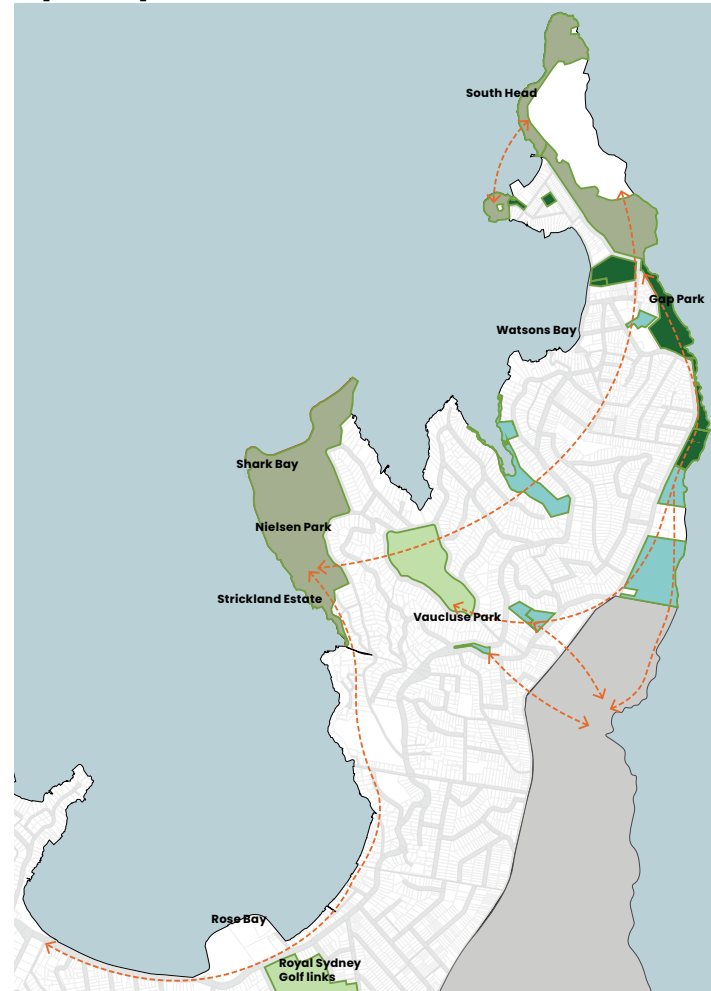 South Head
Gap Park
Watsons Bay
Shark Bay
Nielsen Park
Strickland Estate
Vaucluse Park
Rose Bay
Royal Sydney
Golf links